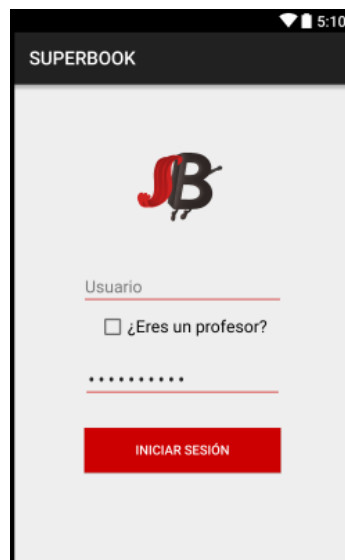 5:10
SUPERBOOK
SB
Usuario
¿Eres un profesor?
••••••••••
INICIAR SESIÓN